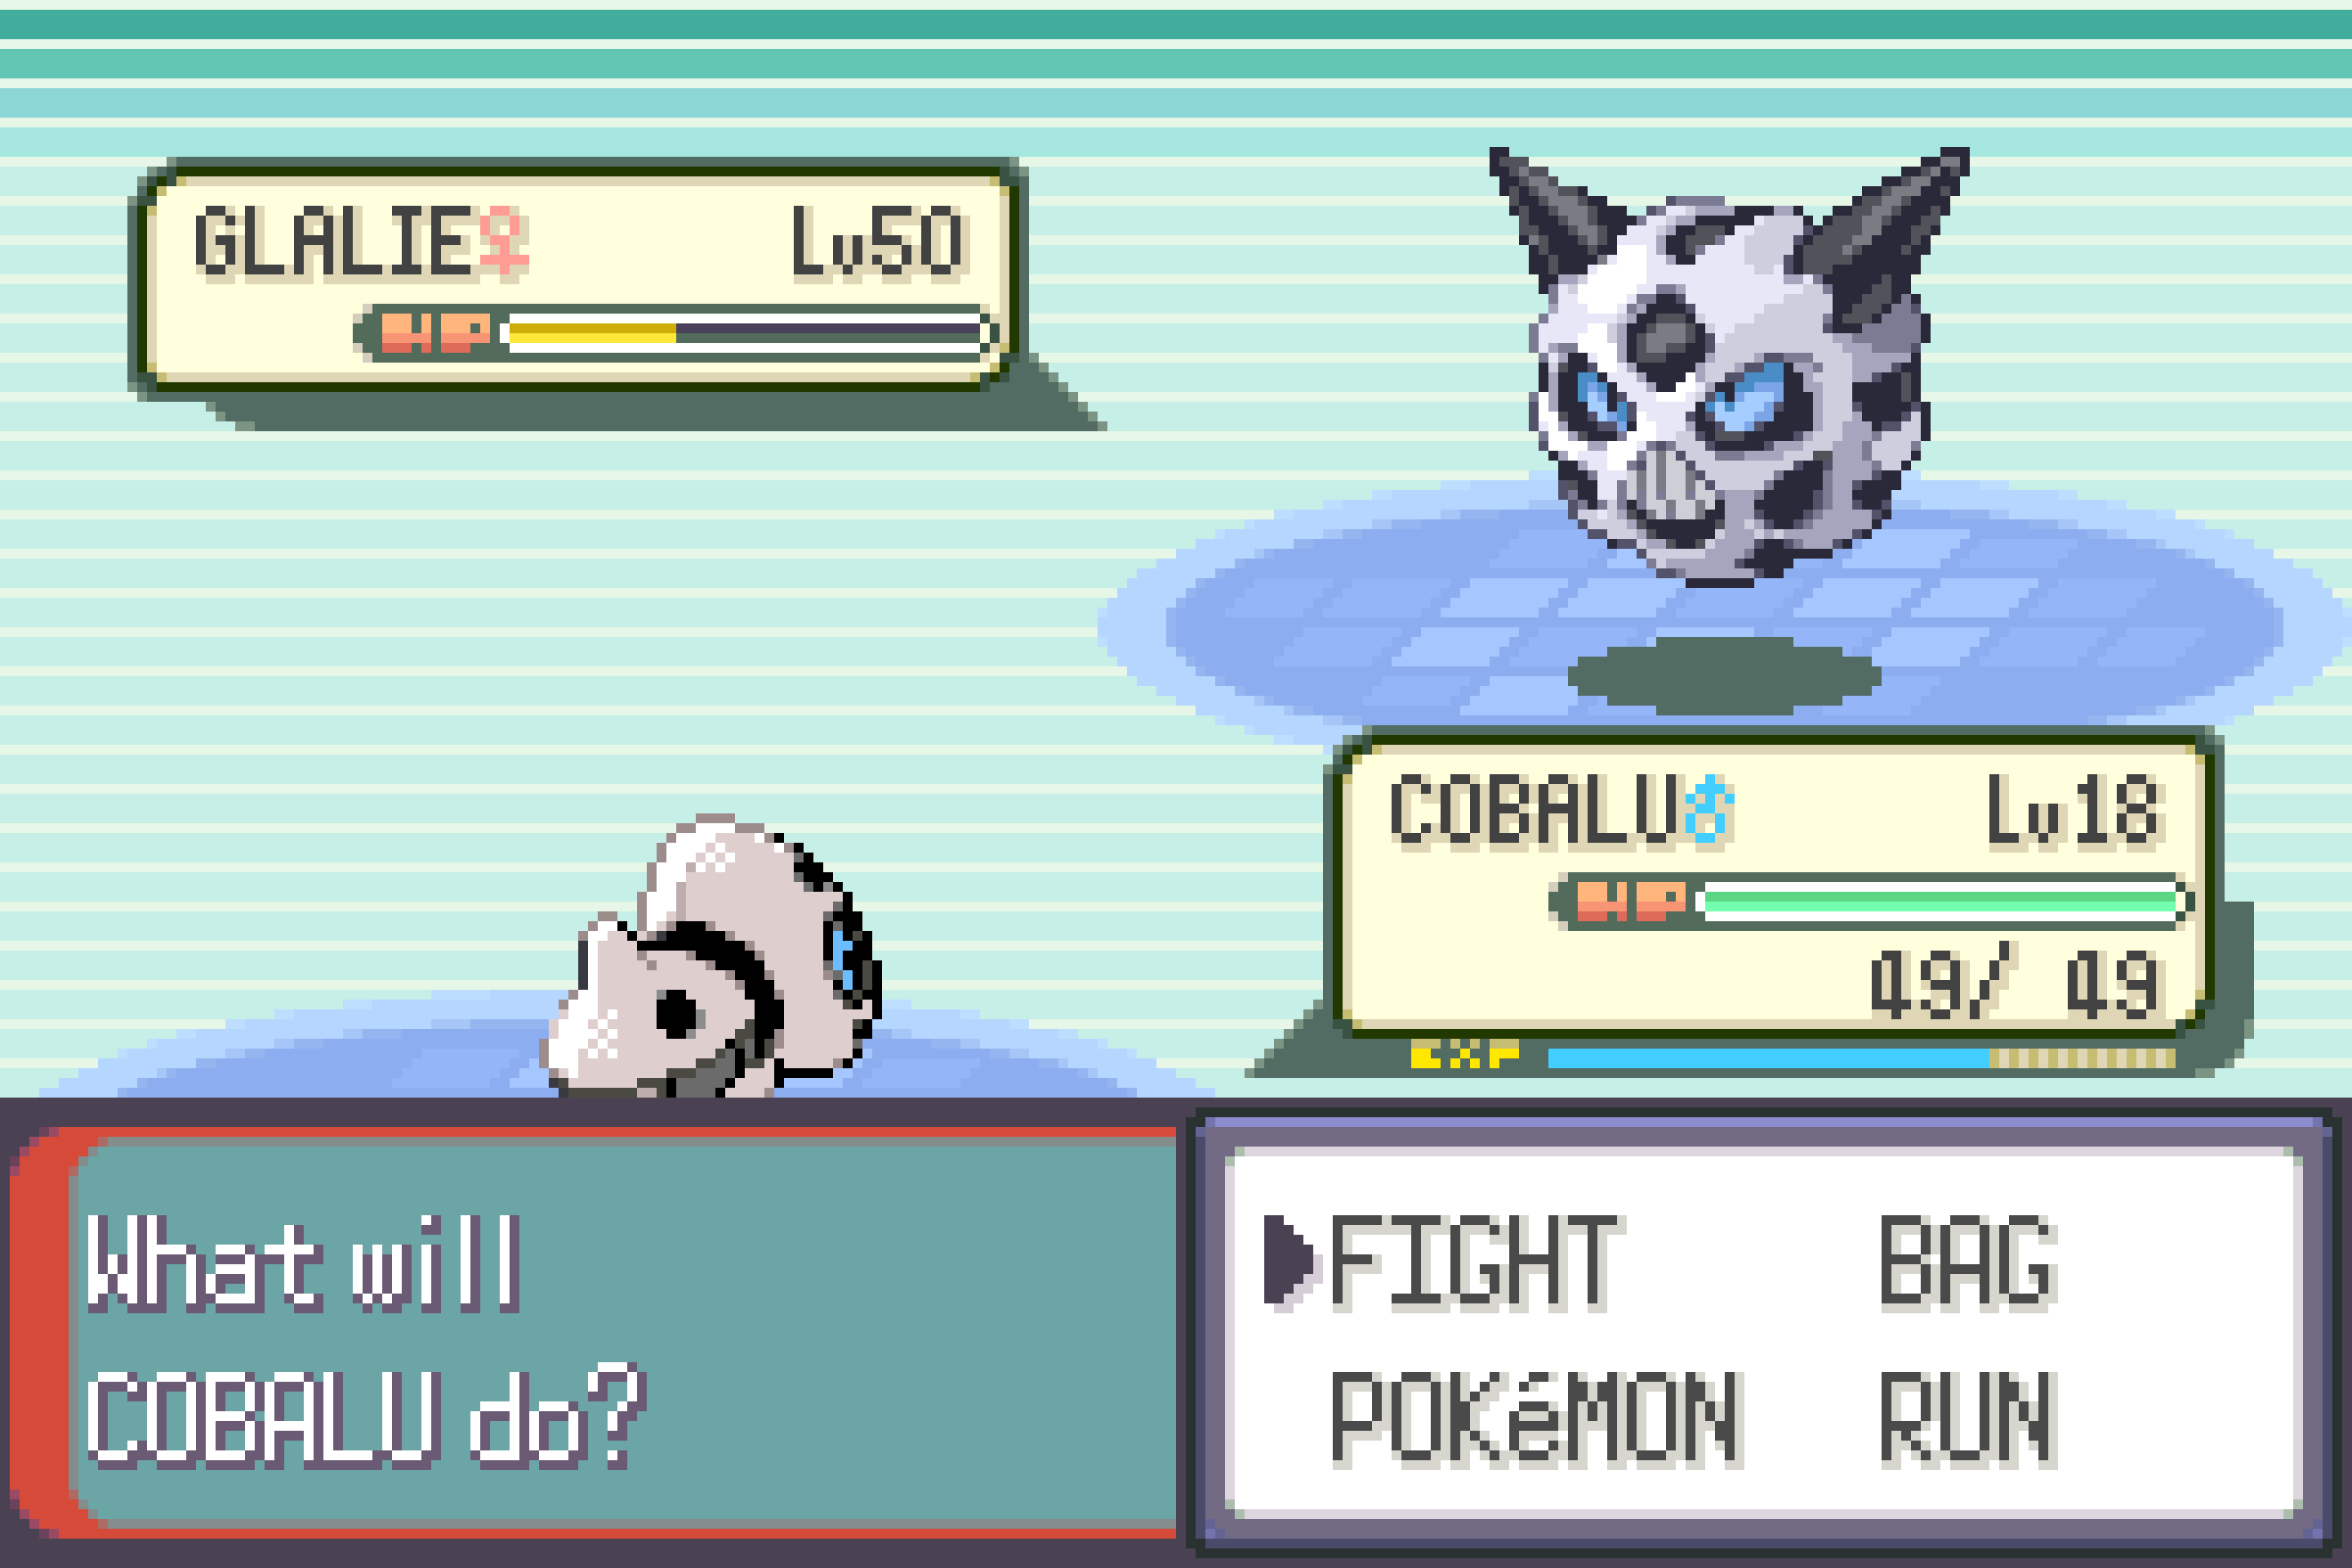 GLALIE♀ Lv50
HP
COBALU♂ Lv18
HP
49/ 49
EXP
What will
COBALU do?
FIGHT BAG
POKéMON RUN